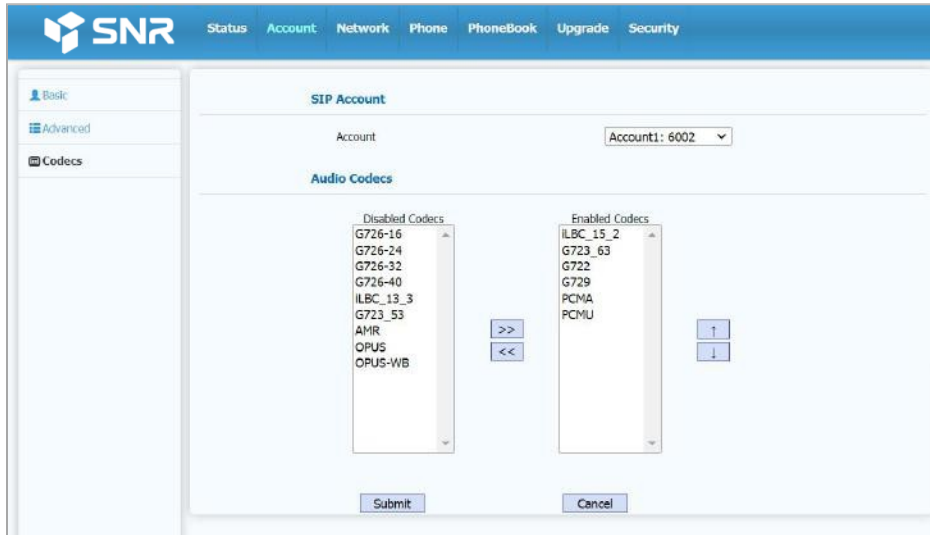 SNR
Status Account Network Phone PhoneBook Upgrade Security
Basic
Advanced
Codecs
SIP Account
Account
Account1: 6002
Audio Codecs
Disabled Codecs
G726-16
G726-24
G726-32
G726-40
iLBC_13_3
G723_53
AMR
OPUS
OPUS-WB
>>
<<
Enabled Codecs
iLBC_15_2
G723_63
G722
G729
PCMA
PCMU
↑
↓
Submit
Cancel